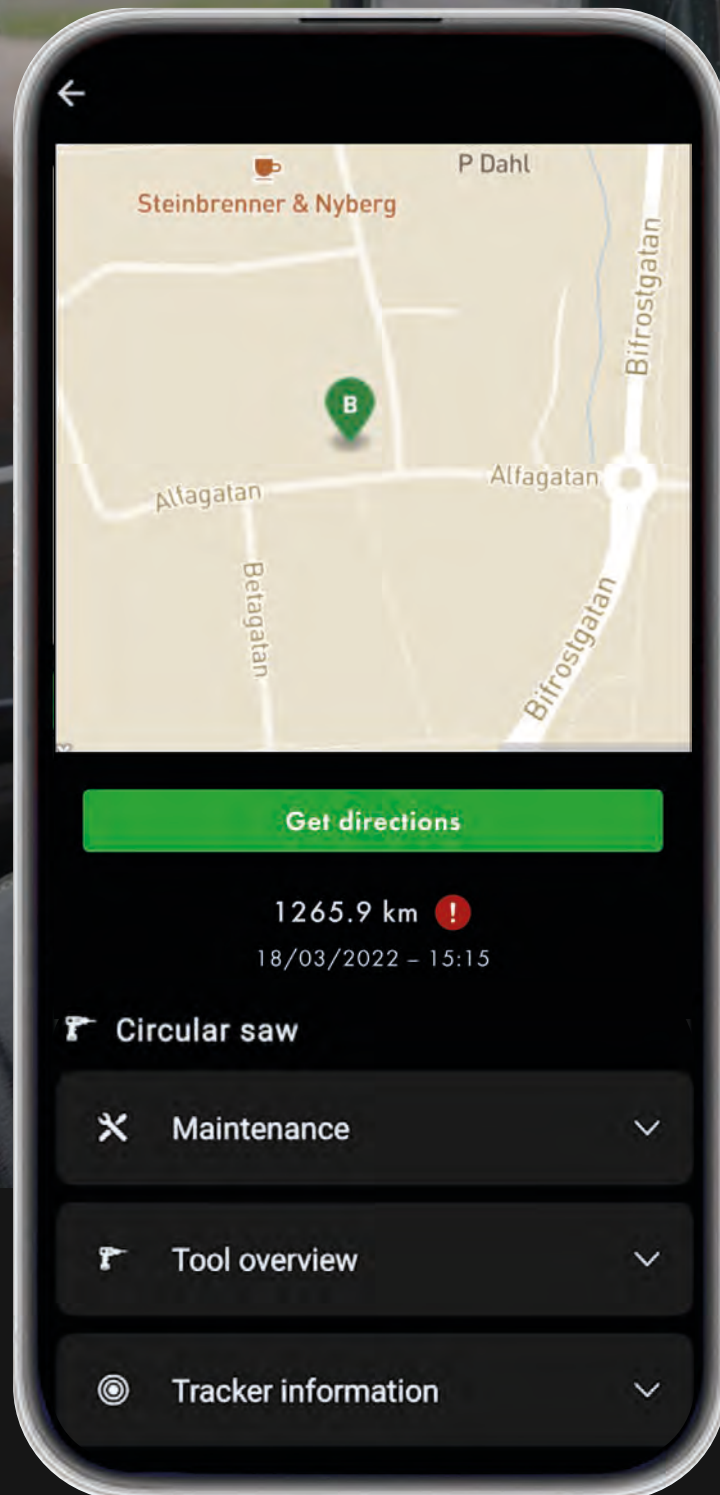 P Dahl
Steinbrenner & Nyberg
Bifrostgatan
B
Alfagatan
Alfagatan
Betagatan
Bifrostgatan
Get directions
1265.9 km !
18/03/2022 – 15:15
Circular saw
Maintenance
Tool overview
Tracker information